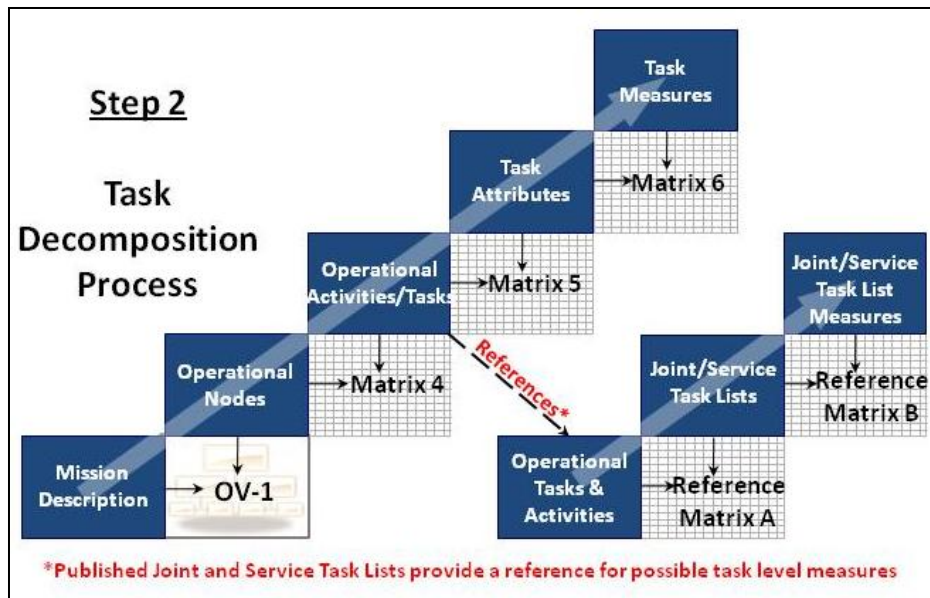 Step 2
Task
Decomposition
Process
Task
Measures
Task
Attributes
Matrix 6
Operational
Activities/Tasks
Matrix 5
Joint/Service
Task List
Measures
Operational
Nodes
Matrix 4
References*
Joint/Service
Task Lists
Reference
Matrix B
Mission
Description
OV-1
Operational
Tasks &
Activities
Reference
Matrix A
*Published Joint and Service Task Lists provide a reference for possible task level measures